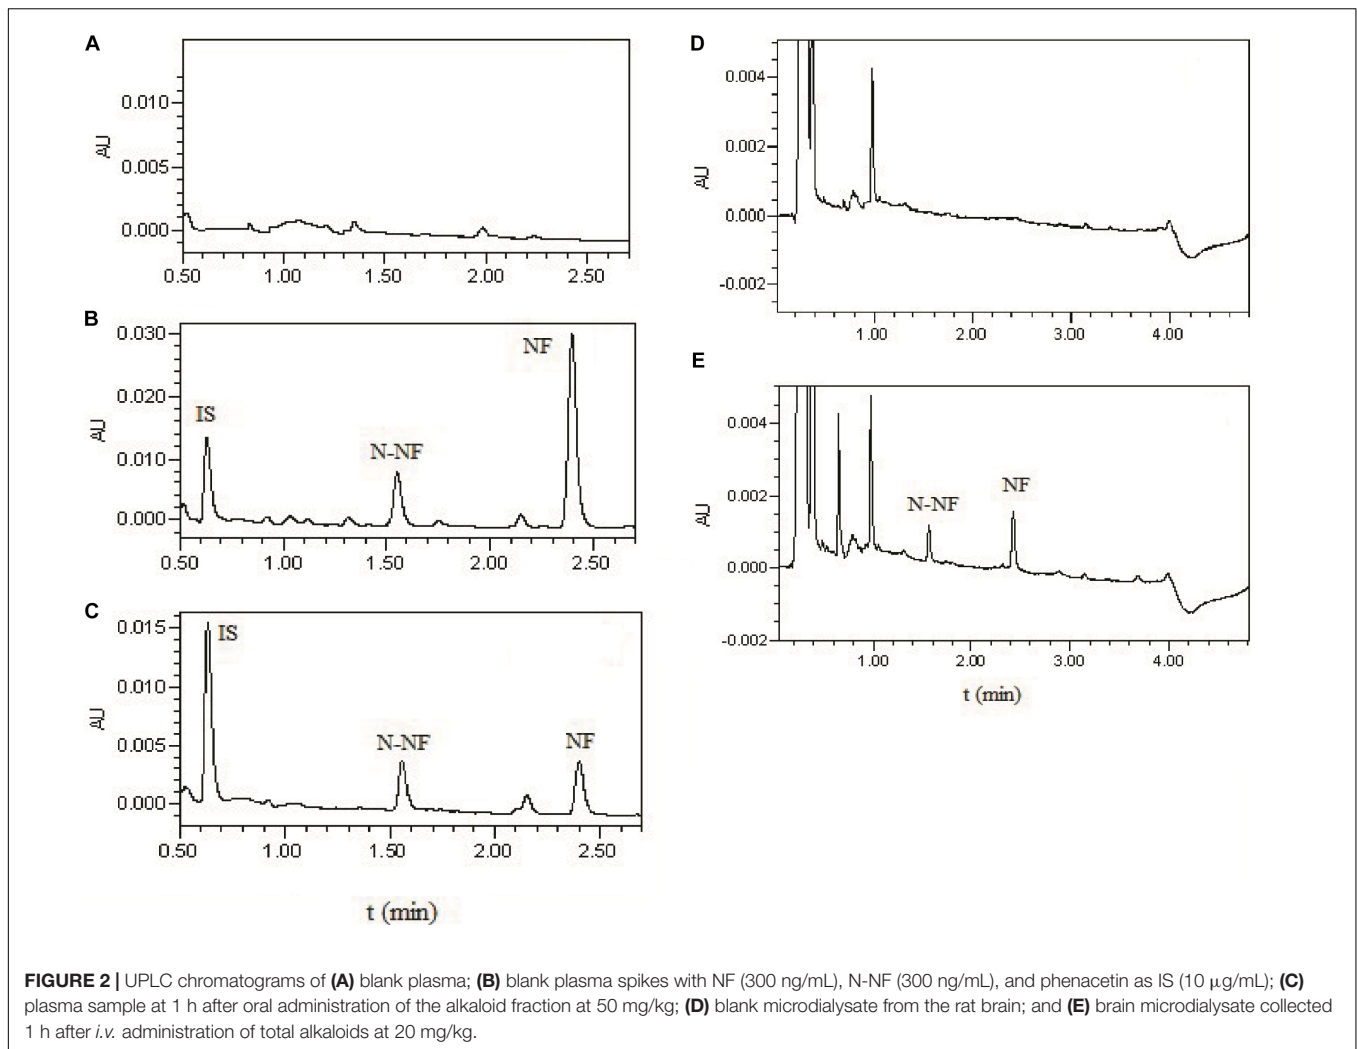 A
AU
0.010
0.005
0.000
0.50 1.00 1.50 2.00 2.50
B
AU
0.030
0.020
0.010
0.000
IS
N-NF
NF
0.50 1.00 1.50 2.00 2.50
C
AU
0.015
0.010
0.005
0.000
IS
N-NF
NF
0.50 1.00 1.50 2.00 2.50
t (min)
D
AU
0.004
0.002
0.000
-0.002
1.00 2.00 3.00 4.00
E
AU
0.004
0.002
0.000
-0.002
N-NF
NF
1.00 2.00 3.00 4.00
t (min)
FIGURE 2 | UPLC chromatograms of (A) blank plasma; (B) blank plasma spikes with NF (300 ng/mL), N-NF (300 ng/mL), and phenacetin as IS (10 μg/mL); (C)
plasma sample at 1 h after oral administration of the alkaloid fraction at 50 mg/kg; (D) blank microdialysate from the rat brain; and (E) brain microdialysate collected
1 h after i.v. administration of total alkaloids at 20 mg/kg.